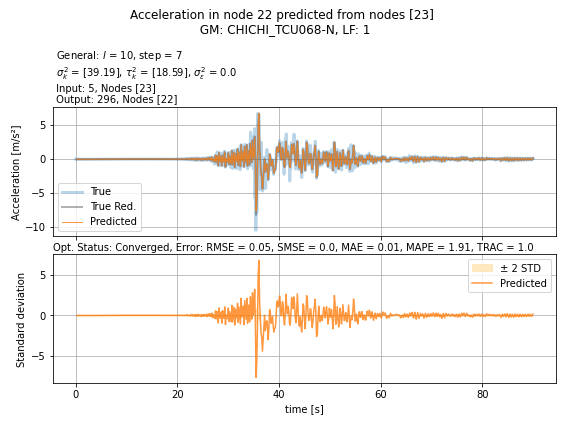 Acceleration in node 22 predicted from nodes [23]
GM: CHICHI_TCU068-N, LF: 1
General: l = 10, step = 7
σ²ₖ = [39.19], τ²ₖ = [18.59], σ²ε = 0.0
Input: 5, Nodes [23]
Output: 296, Nodes [22]
Acceleration [m/s²]
5
0
−5
−10
True
True Red.
Predicted
Opt. Status: Converged, Error: RMSE = 0.05, SMSE = 0.0, MAE = 0.01, MAPE = 1.91, TRAC = 1.0
Standard deviation
5
0
−5
± 2 STD
Predicted
0 20 40 60 80
time [s]